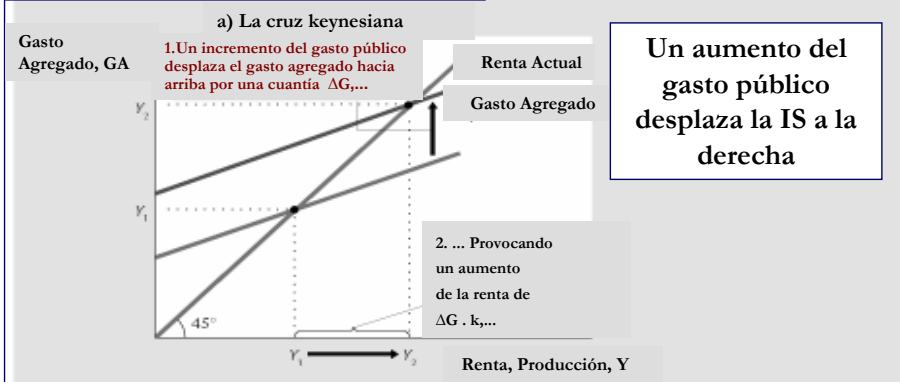 a) La cruz keynesiana
Gasto
Agregado, GA
1.Un incremento del gasto público
desplaza el gasto agregado hacia
arriba por una cuantía ΔG,...
Renta Actual
Gasto Agregado
Un aumento del
gasto público
desplaza la IS a la
derecha
Y₂
Y₁
2. ... Provocando
un aumento
de la renta de
ΔG . k,...
45°
Y₁ Y₂
Renta, Producción, Y